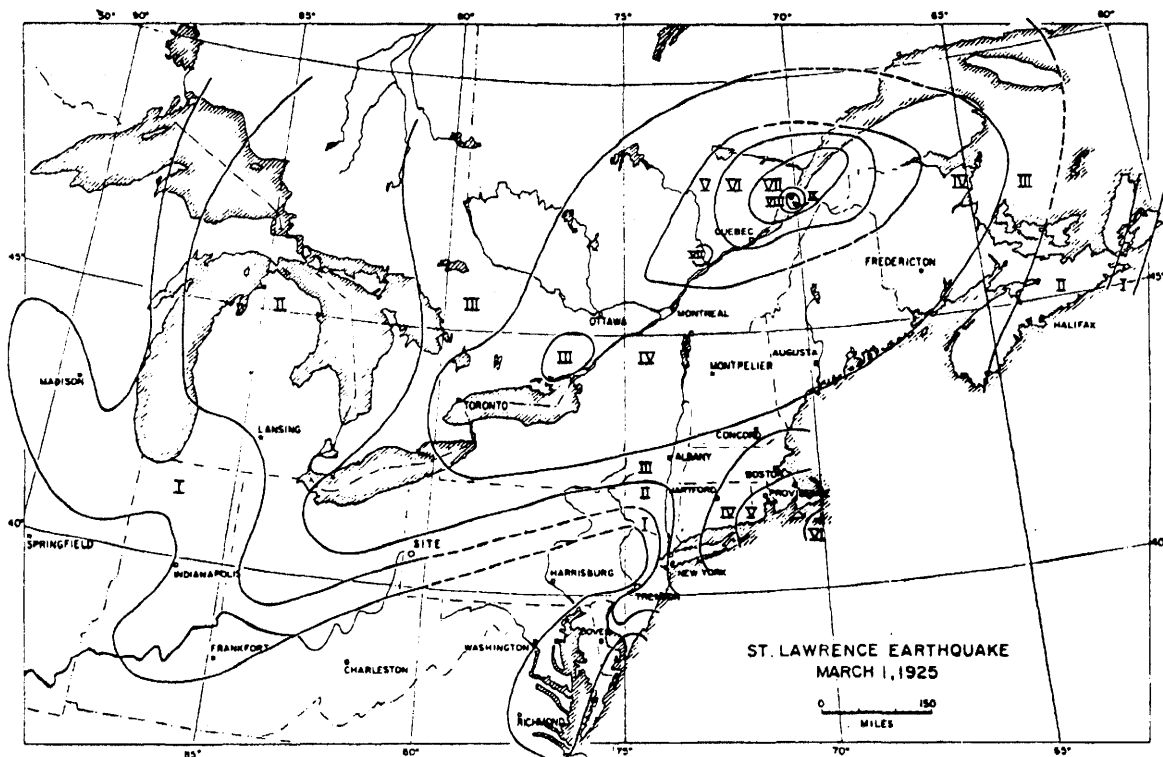 50° 90° 85° 80° 75° 70° 65° 60°
V VI VII IX IV III
VIII
QUEBEC
VII
FREDERICTON
45° 45°
II III II I
OTTAWA MONTREAL
HALIFAX
III IV
MONTPELIER AUGUSTA
MADISON
TORONTO
LANSING CONCORD
ALBANY
III BOSTON
I II HARTFORD
IV V
40° I VI
SPRINGFIELD SITE 40°
INDIANAPOLIS HARRISBURG NEW YORK
TRENTON
FRANKFORT WASHINGTON DOVER
CHARLESTON
ST. LAWRENCE EARTHQUAKE
MARCH 1, 1925
RICHMOND
0 150
MILES
85° 80° 75° 70° 65°